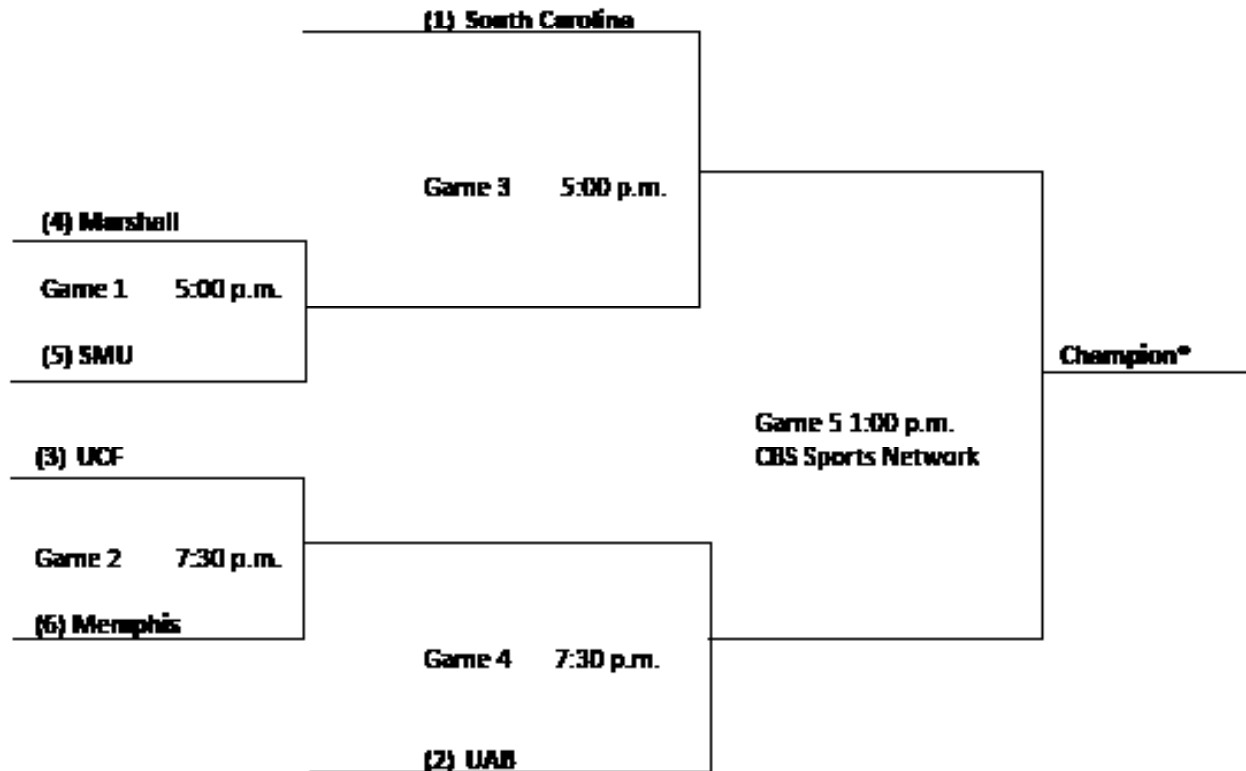 (1) South Carolina
Game 3 5:00 p.m.
(4) Marshall
Game 1 5:00 p.m.
(5) SMU
Champion*
Game 5 1:00 p.m.
CBS Sports Network
(3) UCF
Game 2 7:30 p.m.
(6) Memphis
Game 4 7:30 p.m.
(2) UAB